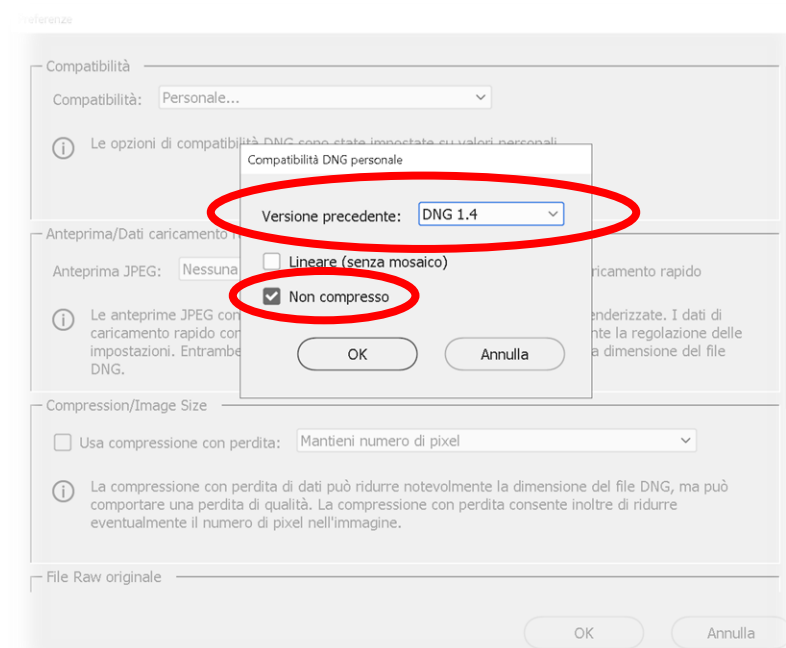 Preferenze
Compatibilità
Compatibilità: Personale...
Le opzioni di compatibilità DNG sono state impostate su valori personali
Compatibilità DNG personale
Versione precedente: DNG 1.4
Lineare (senza mosaico)
Non compresso
OK Annulla
Anteprima/Dati caricamento
Anteprima JPEG: Nessuna
ricamento rapido
Le anteprime JPEG con
enderizzate. I dati di
caricamento rapido con
nte la regolazione delle
impostazioni. Entrambe
a dimensione del file
DNG.
Compression/Image Size
Usa compressione con perdita: Mantieni numero di pixel
La compressione con perdita di dati può ridurre notevolmente la dimensione del file DNG, ma può
comportare una perdita di qualità. La compressione con perdita consente inoltre di ridurre
eventualmente il numero di pixel nell'immagine.
File Raw originale
OK Annulla